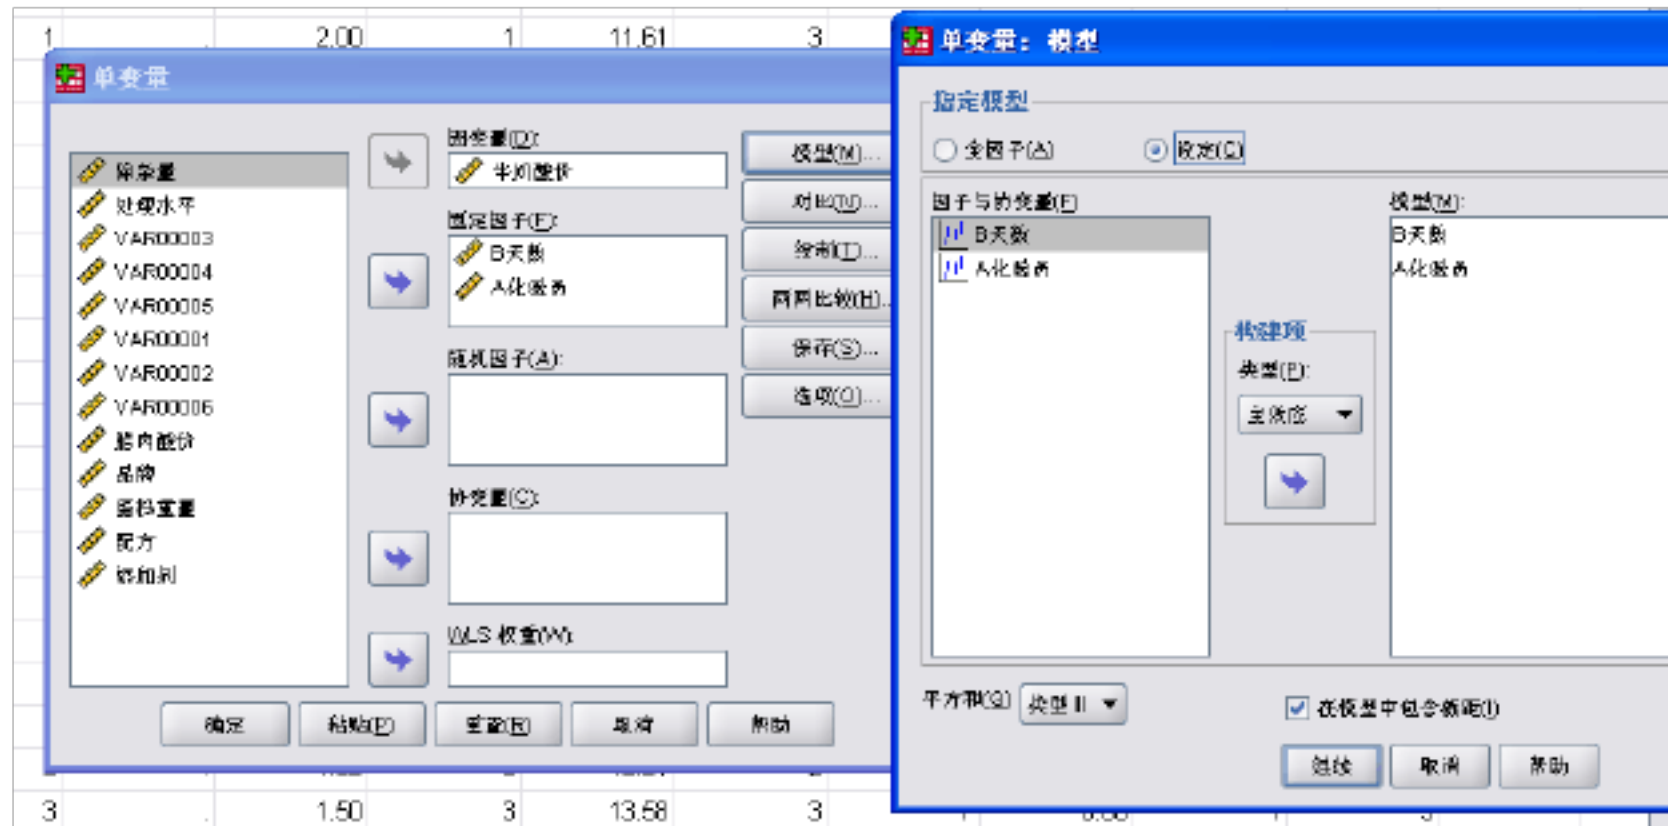 1 . 2.00 1 11.61 3
单变量
因变量(D):
模型(M)...
对比(N)...
固定因子(F):
B天数
绘制(T)...
两两比较(H)...
处理水平
VAR00003
VAR00004
VAR00005
VAR00001
VAR00002
VAR00006
品牌
配方
随机因子(A):
保存(S)...
选项(O)...
协变量(C):
WLS 权重(W):
确定
粘贴(P)
重置(R)
取消
帮助
3 . 1.50 3 13.58 3
单变量: 模型
指定模型
全因子(A)
设定(C)
因子与协变量(F)
模型(M):
B天数
B天数
构建项
类型(P):
主效应
平方和(Q)
类型 III
在模型中包含截距(I)
继续
取消
帮助